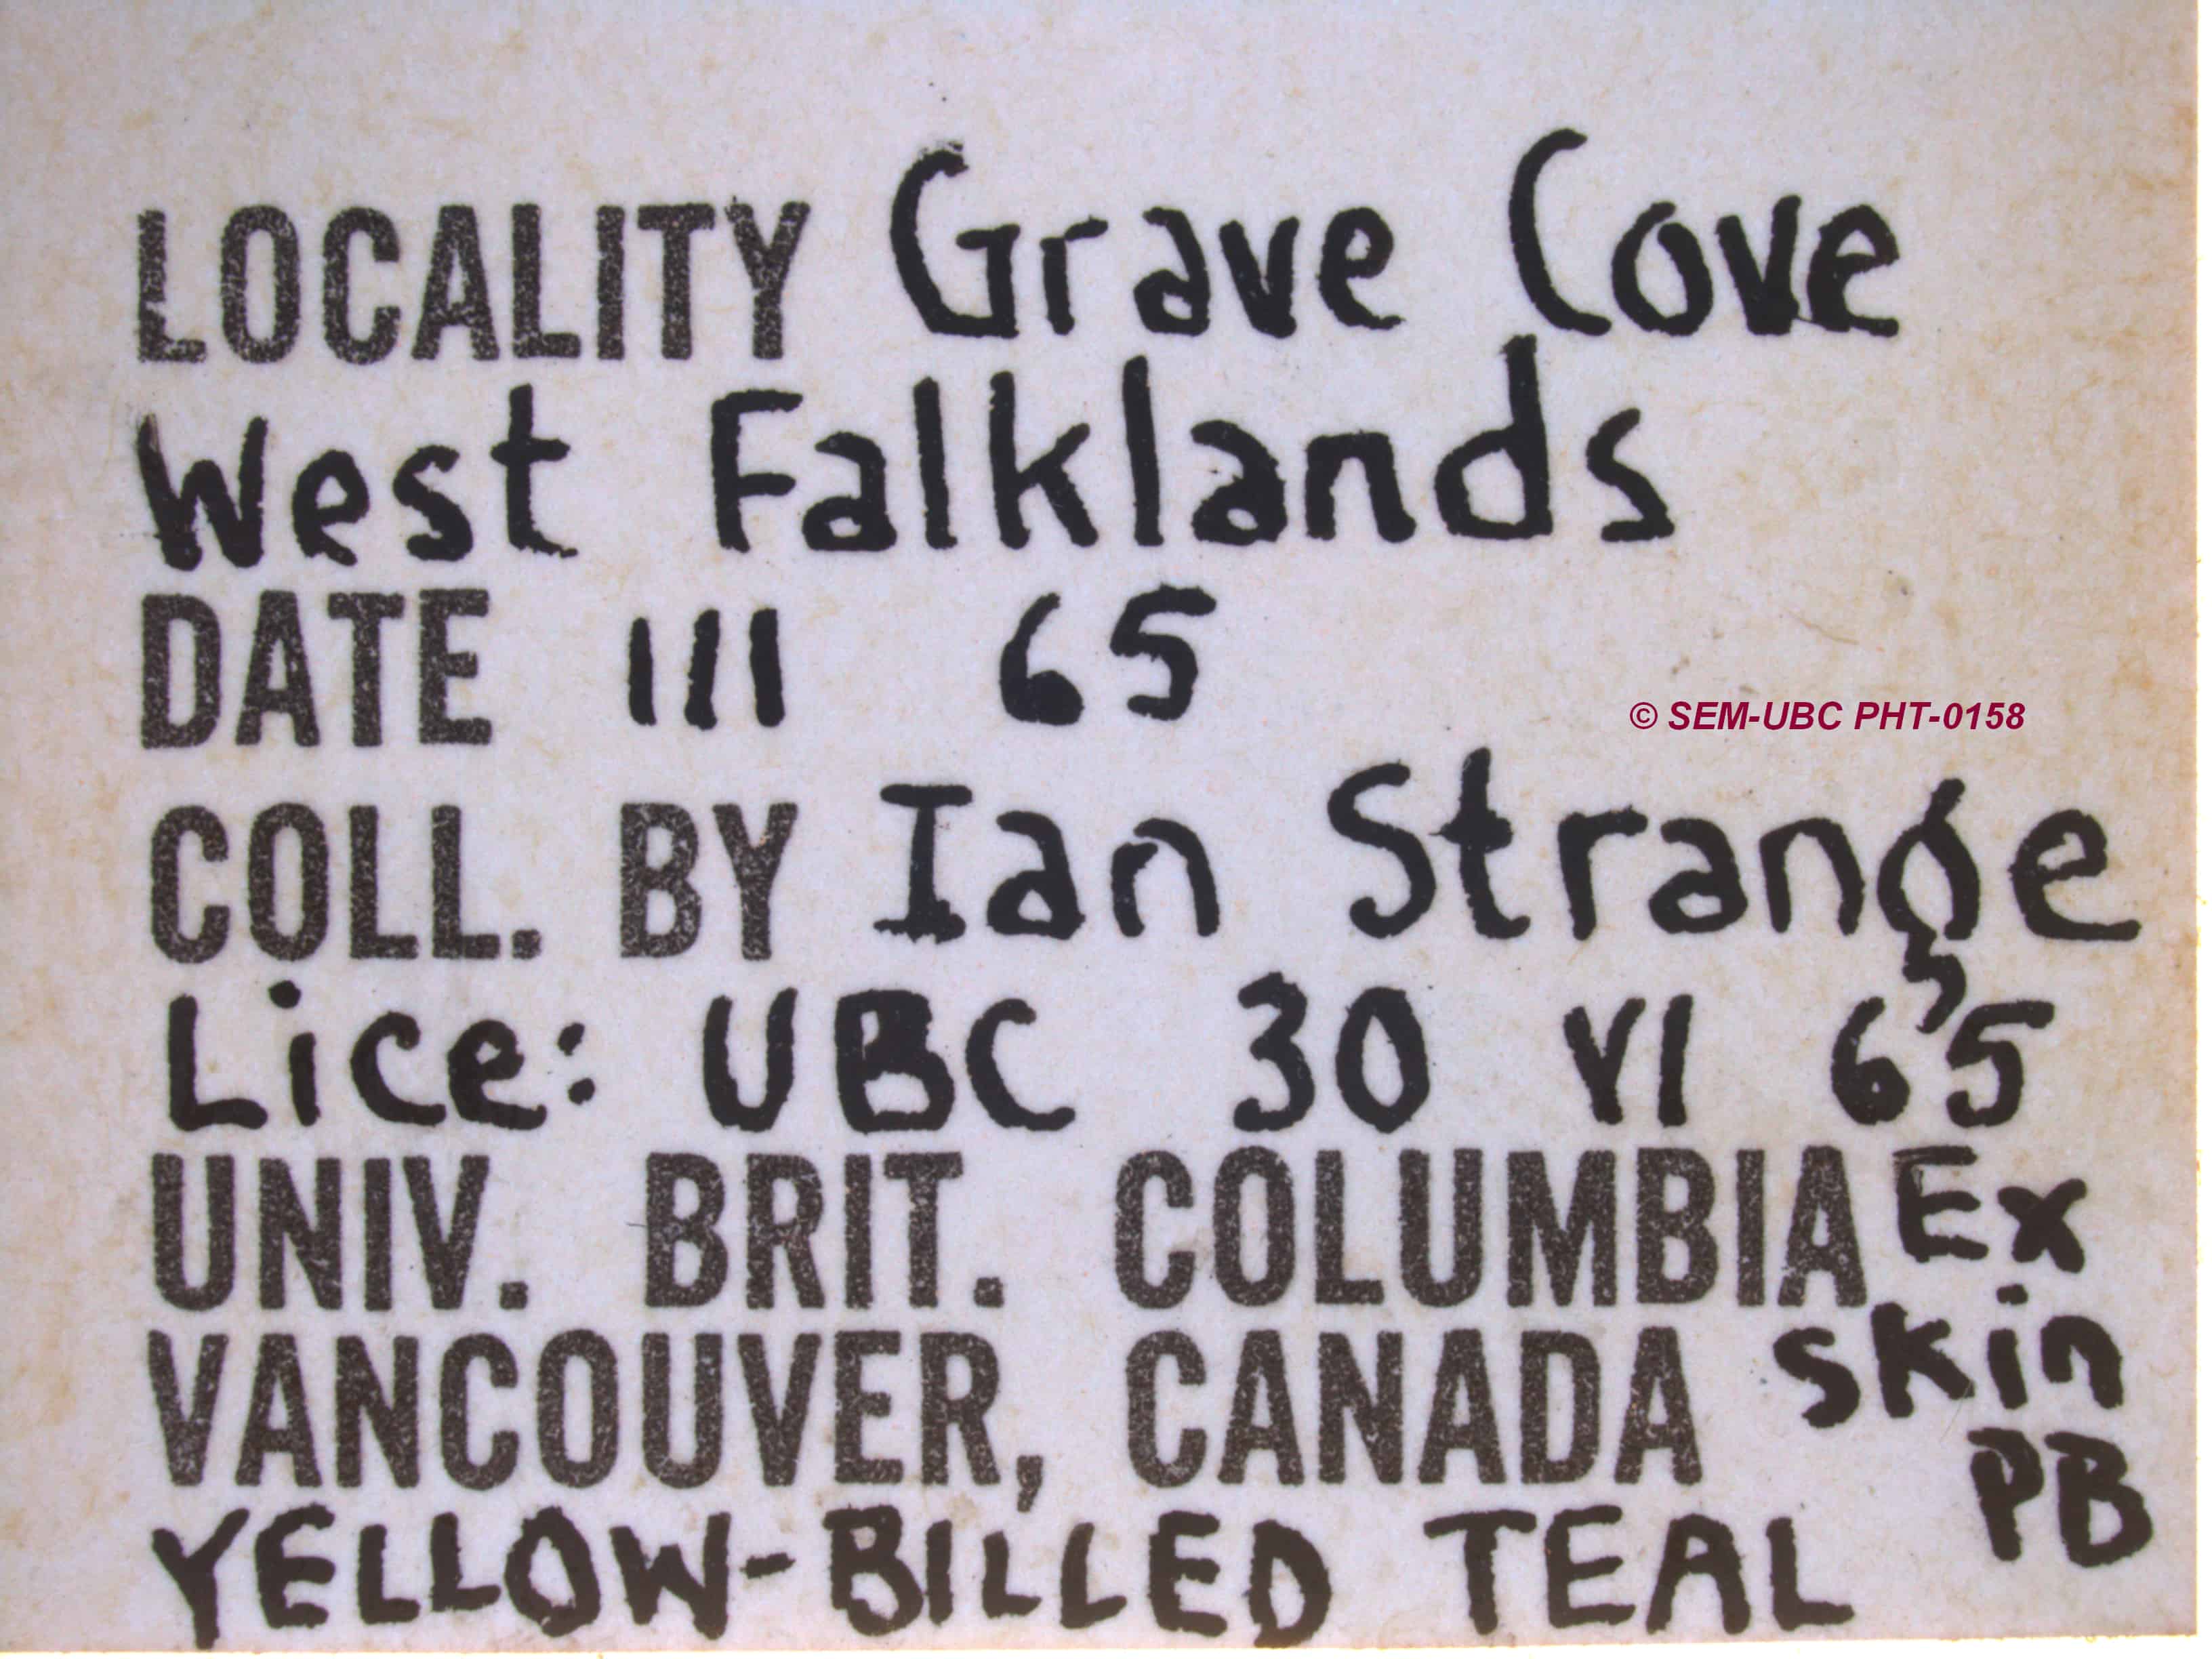 LOCALITY Grave Cove
West Falklands
DATE III 65
© SEM-UBC PHT-0158
COLL. BY Ian Strange
Lice: UBC 30 VI 65
UNIV. BRIT. COLUMBIA Ex
VANCOUVER, CANADA skin
PB
YELLOW-BILLED TEAL